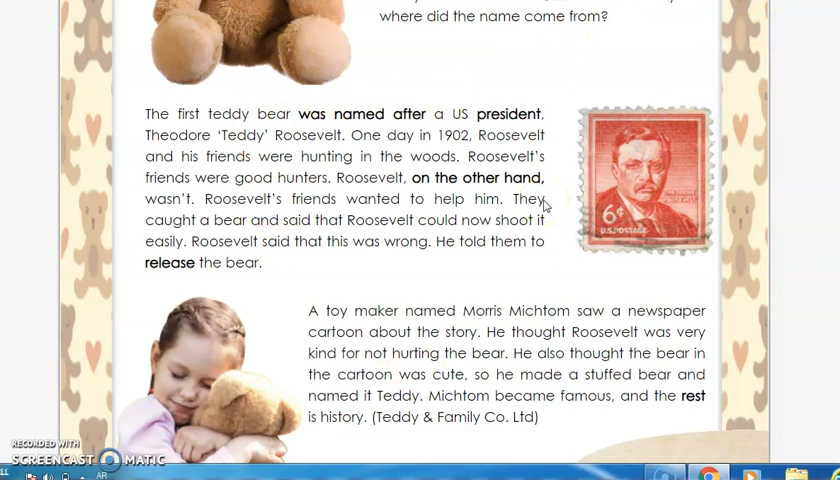 where did the name come from?
The first teddy bear was named after a US president,
Theodore ‘Teddy’ Roosevelt. One day in 1902, Roosevelt
and his friends were hunting in the woods. Roosevelt’s
friends were good hunters. Roosevelt, on the other hand,
wasn’t. Roosevelt’s friends wanted to help him. They
caught a bear and said that Roosevelt could now shoot it
easily. Roosevelt said that this was wrong. He told them to
release the bear.
6¢
U.S. POSTAGE
A toy maker named Morris Michtom saw a newspaper
cartoon about the story. He thought Roosevelt was very
kind for not hurting the bear. He also thought the bear in
the cartoon was cute, so he made a stuffed bear and
named it Teddy. Michtom became famous, and the rest
is history. (Teddy & Family Co. Ltd)
RECORDED WITH
SCREENCAST MATIC
AR